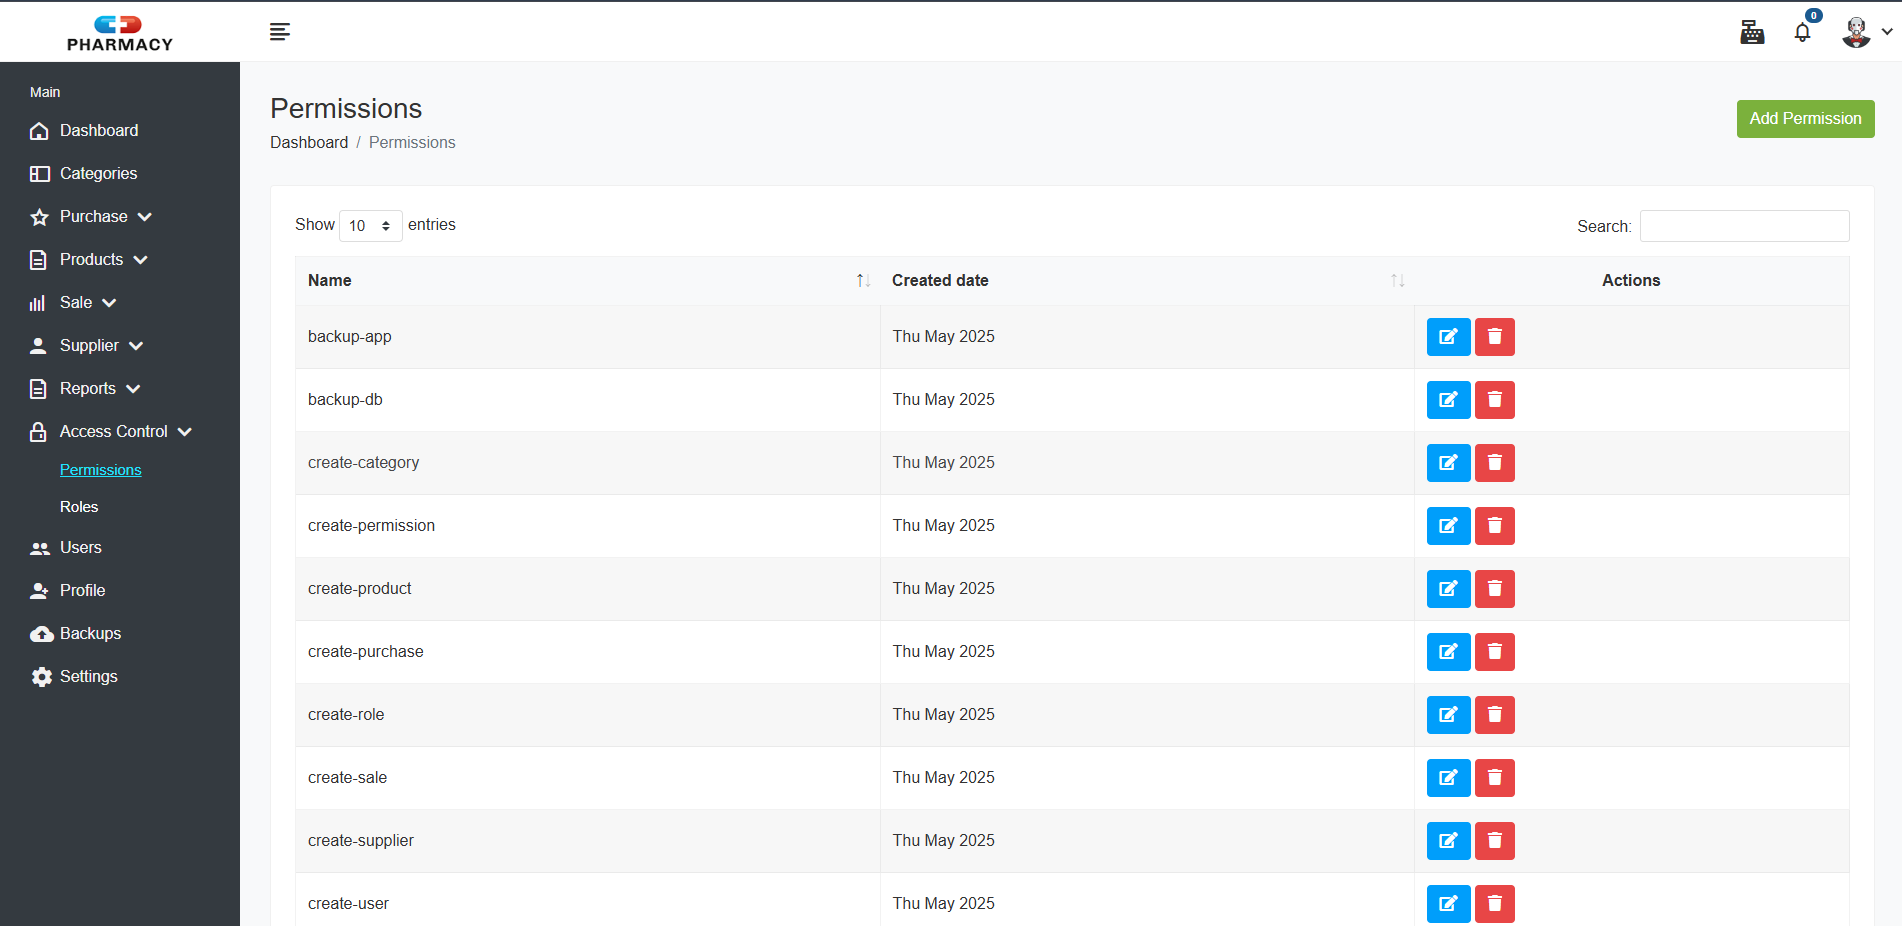 PHARMACY
0
Main
Dashboard
Categories
Purchase
Products
Sale
Supplier
Reports
Access Control
Permissions
Roles
Users
Profile
Backups
Settings
Permissions
Dashboard / Permissions
Add Permission
Show 10 entries
Search:
Name Created date Actions
backup-app Thu May 2025
backup-db Thu May 2025
create-category Thu May 2025
create-permission Thu May 2025
create-product Thu May 2025
create-purchase Thu May 2025
create-role Thu May 2025
create-sale Thu May 2025
create-supplier Thu May 2025
create-user Thu May 2025